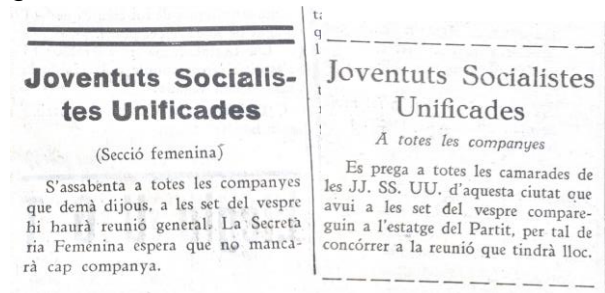 Joventuts Socialis-
tes Unificades
(Secció femenina)
S'assabenta a totes les companyes
que demà dijous, a les set del vespre
hi haurà reunió general. La Secretà
ria Femenina espera que no manca-
rà cap companya.
Joventuts Socialistes
Unificades
A totes les companyes
Es prega a totes les camarades de
les JJ. SS. UU. d'aquesta ciutat que
avui a les set del vespre compare-
guin a l'estatge del Partit, per tal de
concórrer a la reunió que tindrà lloc.